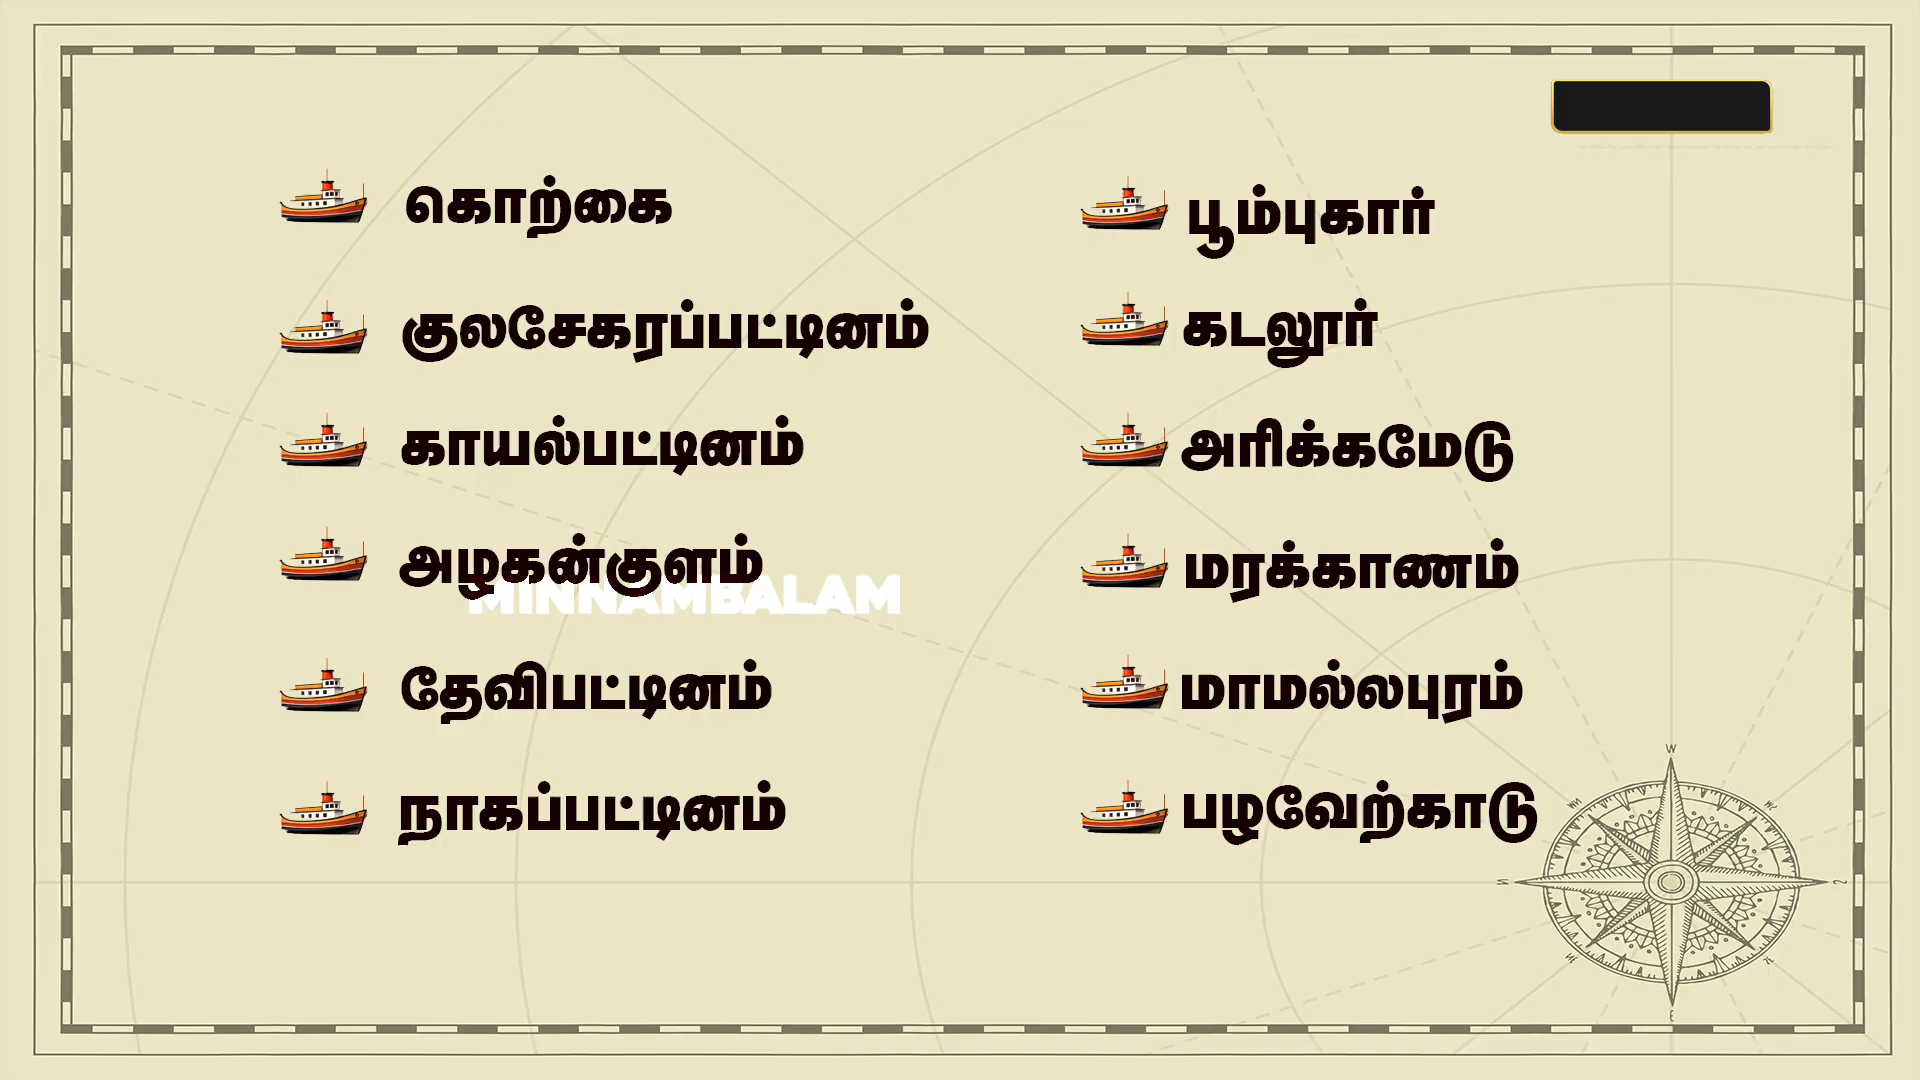 கொற்கை
குலசேகரப்பட்டினம்
காயல்பட்டினம்
அழகன்குளம்
MINNAMBALAM
தேவிபட்டினம்
நாகப்பட்டினம்
பூம்புகார்
கடலூர்
அரிக்கமேடு
மரக்காணம்
மாமல்லபுரம்
பழவேற்காடு
W
E